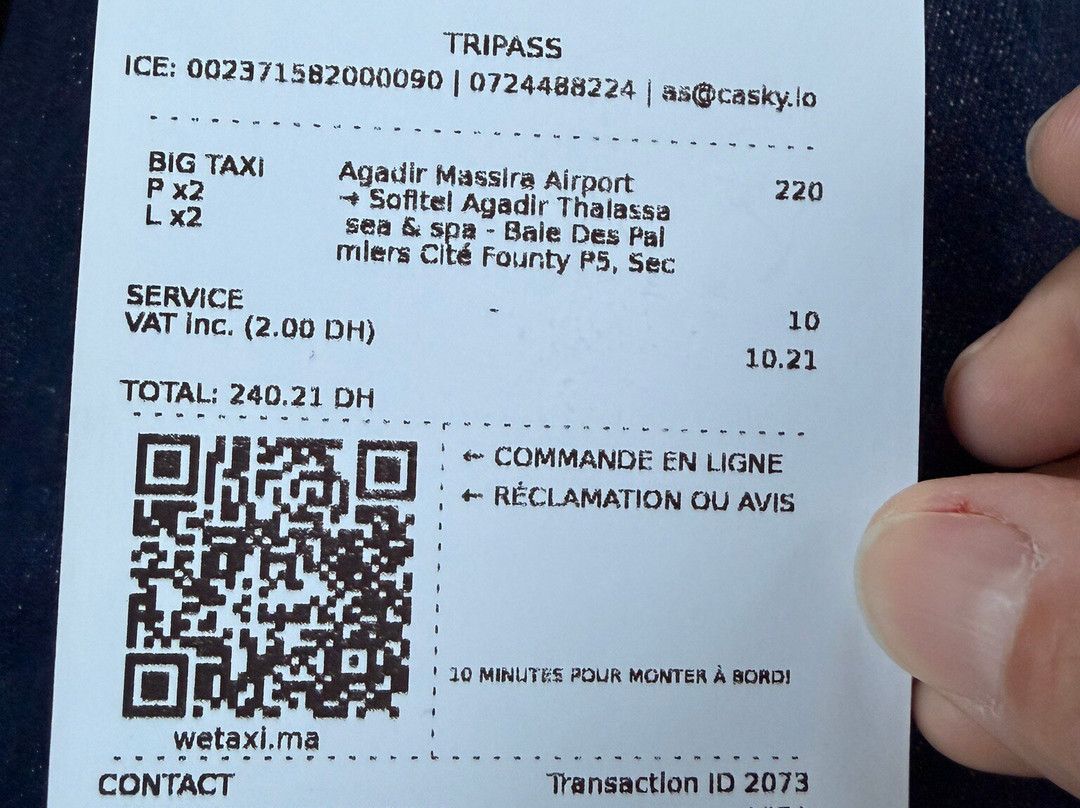 TRIPASS
ICE: 002371582000090 | 0724488224 | as@casky.io
BIG TAXI
P x2
L x2
Agadir Massira Airport
→ Sofitel Agadir Thalassa
sea & spa - Baie Des Pal
miers Cité Founty P5, Sec
220
SERVICE
10
VAT inc. (2.00 DH)
10.21
TOTAL: 240.21 DH
← COMMANDE EN LIGNE
← RÉCLAMATION OU AVIS
10 MINUTES POUR MONTER À BORD!
wetaxi.ma
CONTACT
Transaction ID 2073